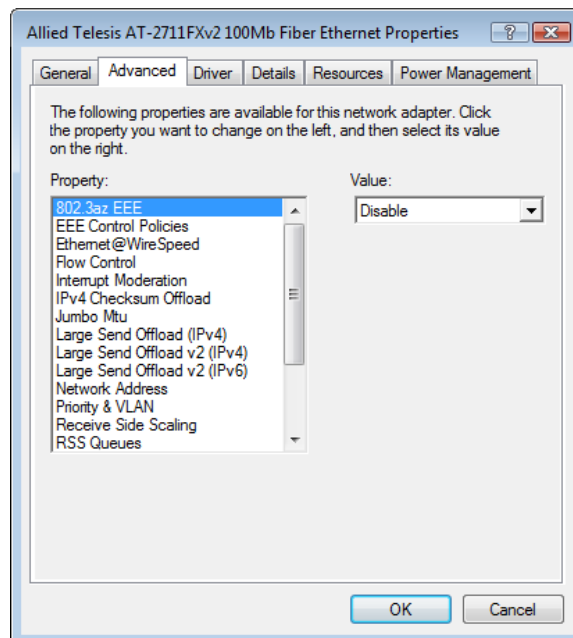 Allied Telesis AT-2711FXv2 100Mb Fiber Ethernet Properties
General Advanced Driver Details Resources Power Management
The following properties are available for this network adapter. Click
the property you want to change on the left, and then select its value
on the right.
Property:
802.3az EEE
EEE Control Policies
Ethernet@WireSpeed
Flow Control
Interrupt Moderation
IPv4 Checksum Offload
Jumbo Mtu
Large Send Offload (IPv4)
Large Send Offload v2 (IPv4)
Large Send Offload v2 (IPv6)
Network Address
Priority & VLAN
Receive Side Scaling
RSS Queues
Value:
Disable
OK Cancel